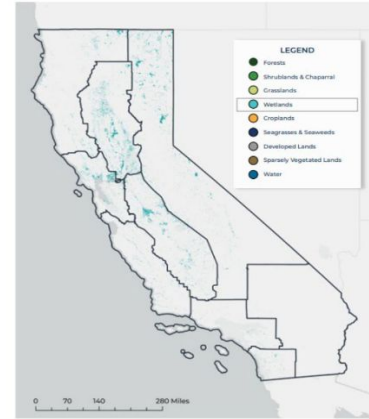 LEGEND
Forests
Shrublands & Chaparral
Grasslands
Wetlands
Croplands
Seagrasses & Seaweeds
Developed Lands
Sparsely Vegetated Lands
Water
0 70 140 280 Miles